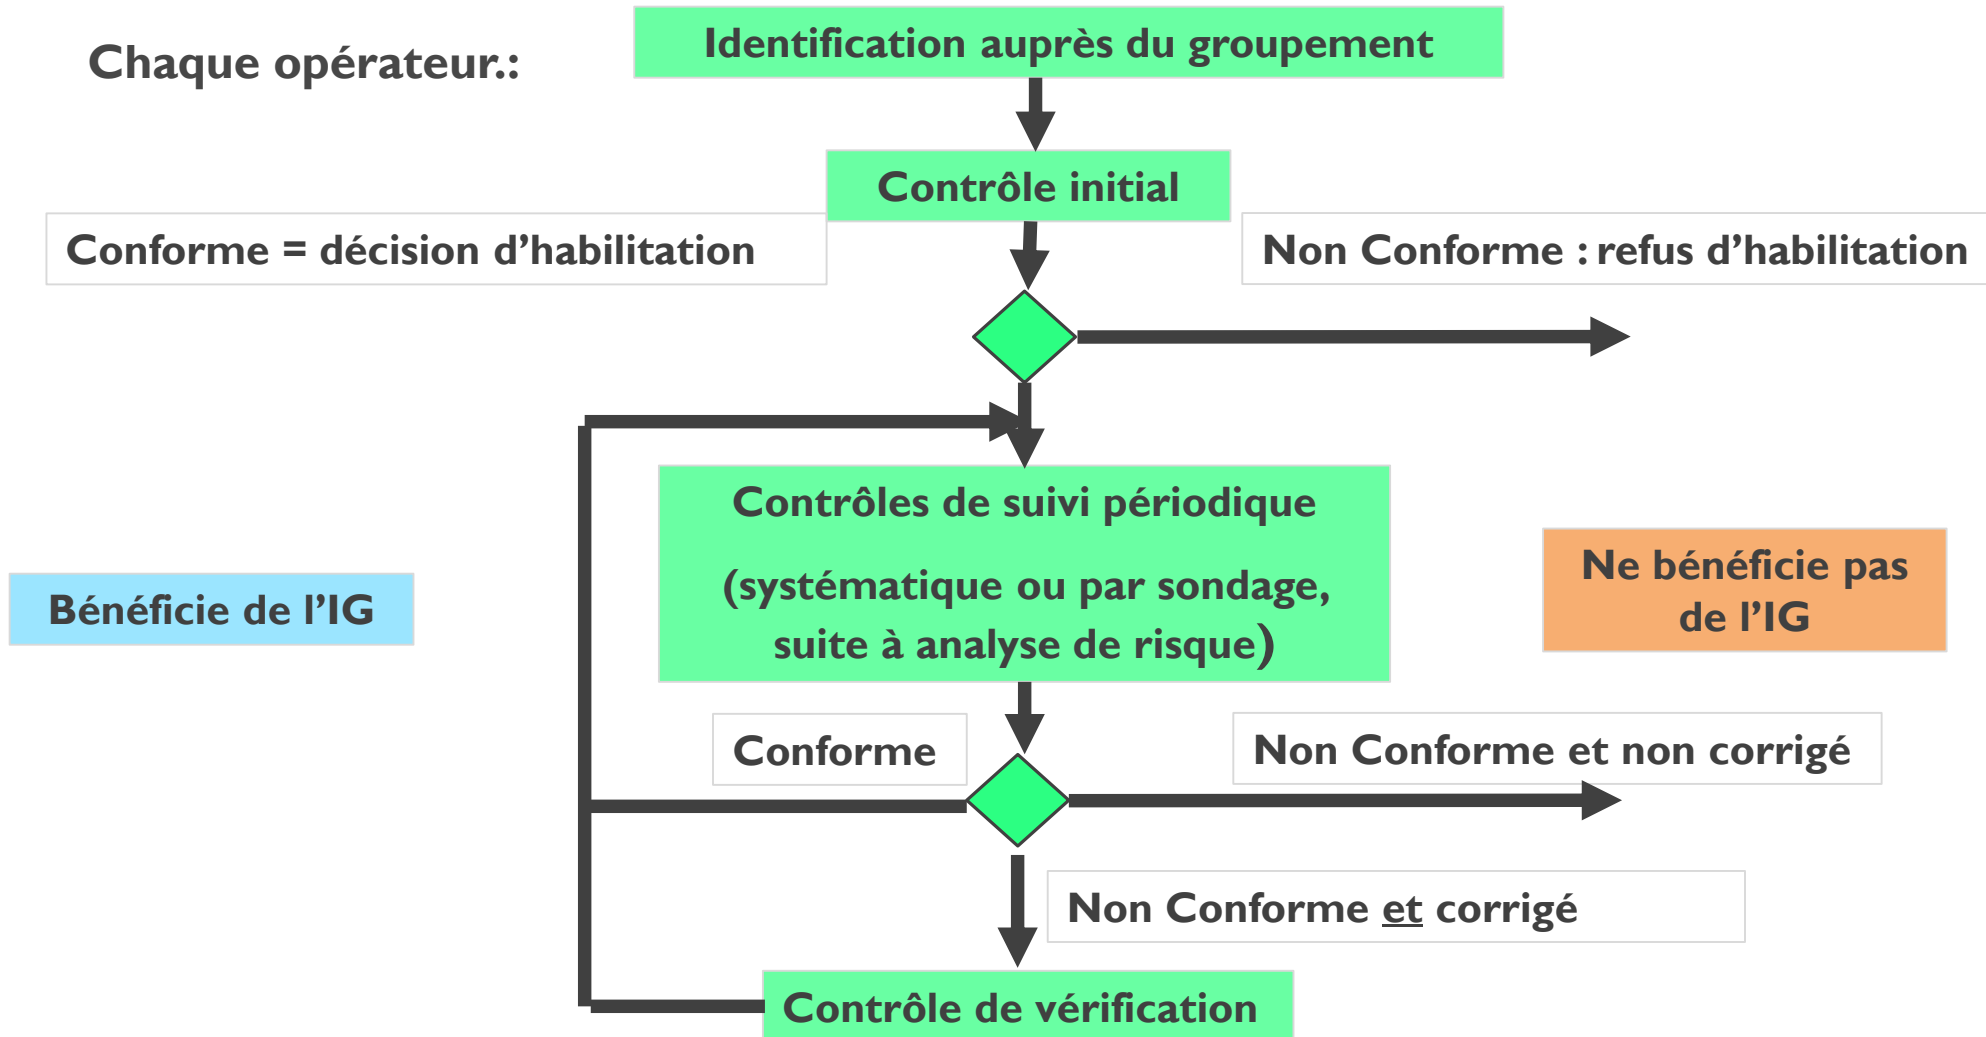 Chaque opérateur.:
Identification auprès du groupement
Contrôle initial
Conforme = décision d’habilitation
Non Conforme : refus d’habilitation
Contrôles de suivi périodique
(systématique ou par sondage,
suite à analyse de risque)
Bénéficie de l’IG
Ne bénéficie pas
de l’IG
Conforme
Non Conforme et non corrigé
Non Conforme et corrigé
Contrôle de vérification